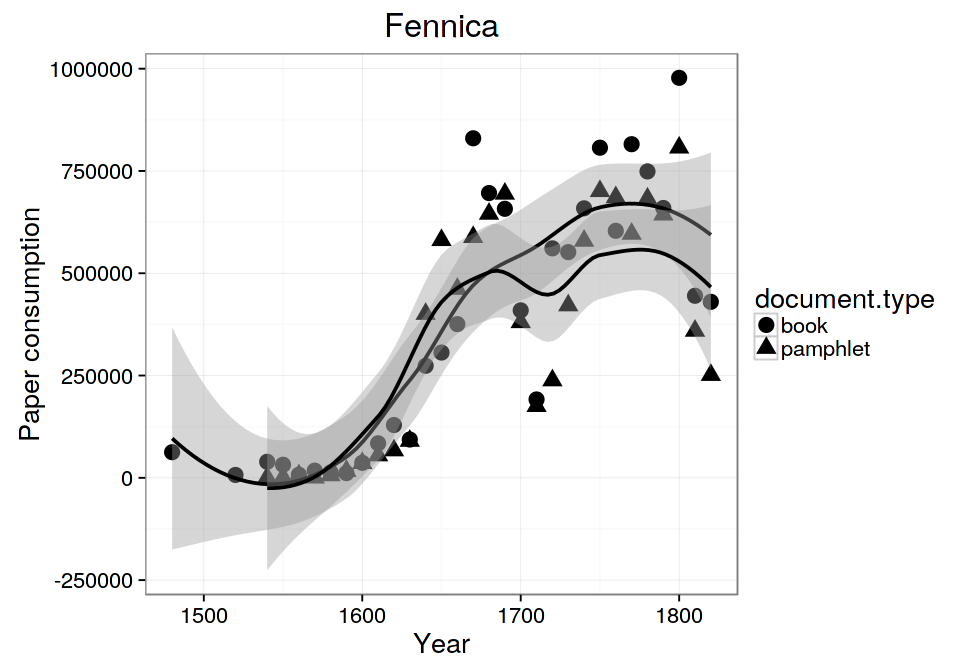 Fennica
Paper consumption
1000000
750000
500000
250000
0
-250000
1500 1600 1700 1800
Year
document.type
book
pamphlet